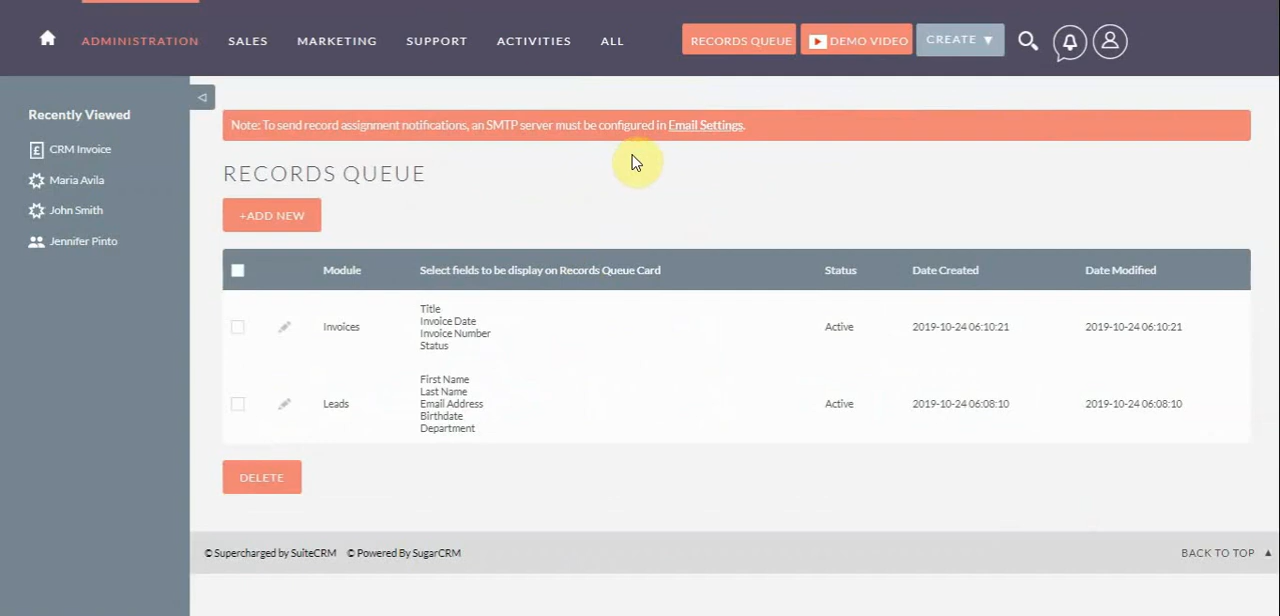 ADMINISTRATION SALES MARKETING SUPPORT ACTIVITIES ALL RECORDS QUEUE DEMO VIDEO CREATE ▼
Recently Viewed
CRM Invoice
Maria Avila
John Smith
Jennifer Pinto
Note: To send record assignment notifications, an SMTP server must be configured in Email Settings.
RECORDS QUEUE
+ADD NEW
Module Select fields to be display on Records Queue Card Status Date Created Date Modified
Title
Invoice Date
Invoices Invoice Number Active 2019-10-24 06:10:21 2019-10-24 06:10:21
Status
First Name
Last Name
Leads Email Address Active 2019-10-24 06:08:10 2019-10-24 06:08:10
Birthdate
Department
DELETE
© Supercharged by SuiteCRM © Powered By SugarCRM BACK TO TOP ▲